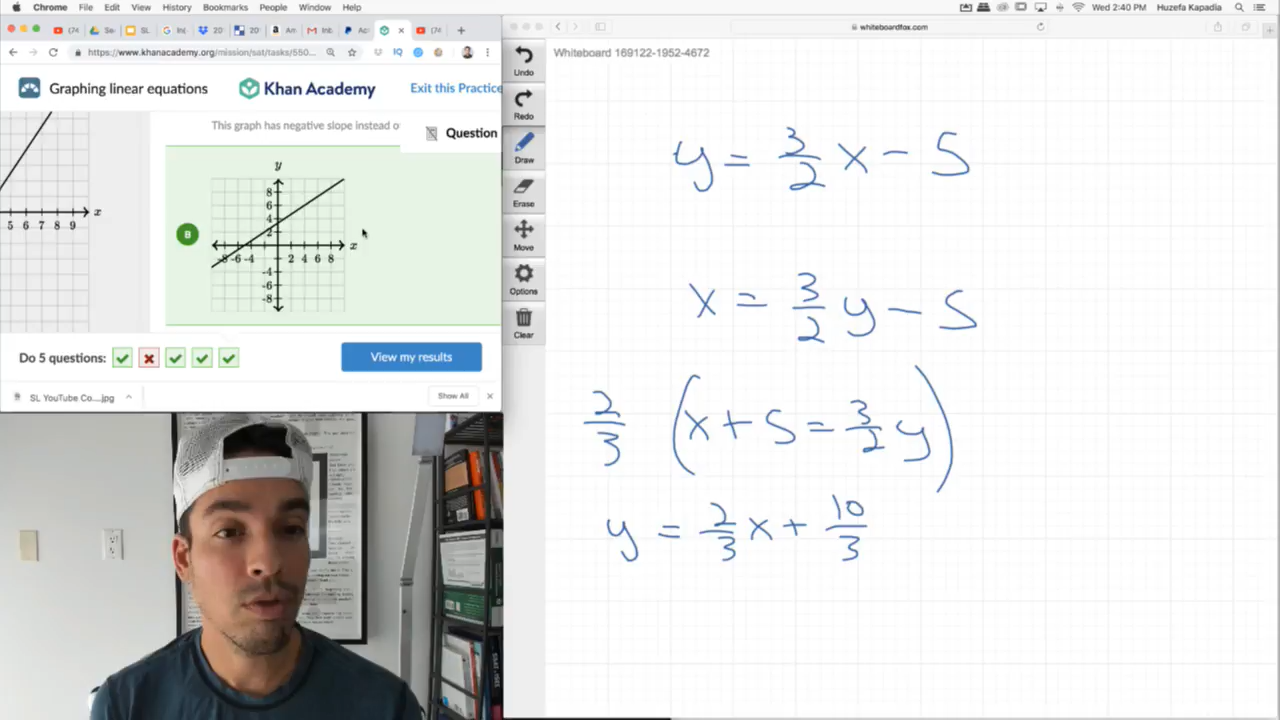 Chrome File Edit View History Bookmarks People Window Help
Wed 2:40 PM Huzefa Kapadia
https://www.khanacademy.org/mission/sat/tasks/550...
whiteboardfox.com
Graphing linear equations
Khan Academy
Exit this Practice
This graph has negative slope instead of
Question
B
y
8
6
4
2
x
-8 -6 -4 2 4 6 8
-4
-6
-8
x
5 6 7 8 9
Do 5 questions:
View my results
SL YouTube Co....jpg
Show All
Whiteboard 169122-1952-4672
Undo
Redo
Draw
Erase
Move
Options
Clear
y = 3/2 x - 5
x = 3/2 y - 5
2/3 (x + 5 = 3/2 y)
y = 2/3 x + 10/3